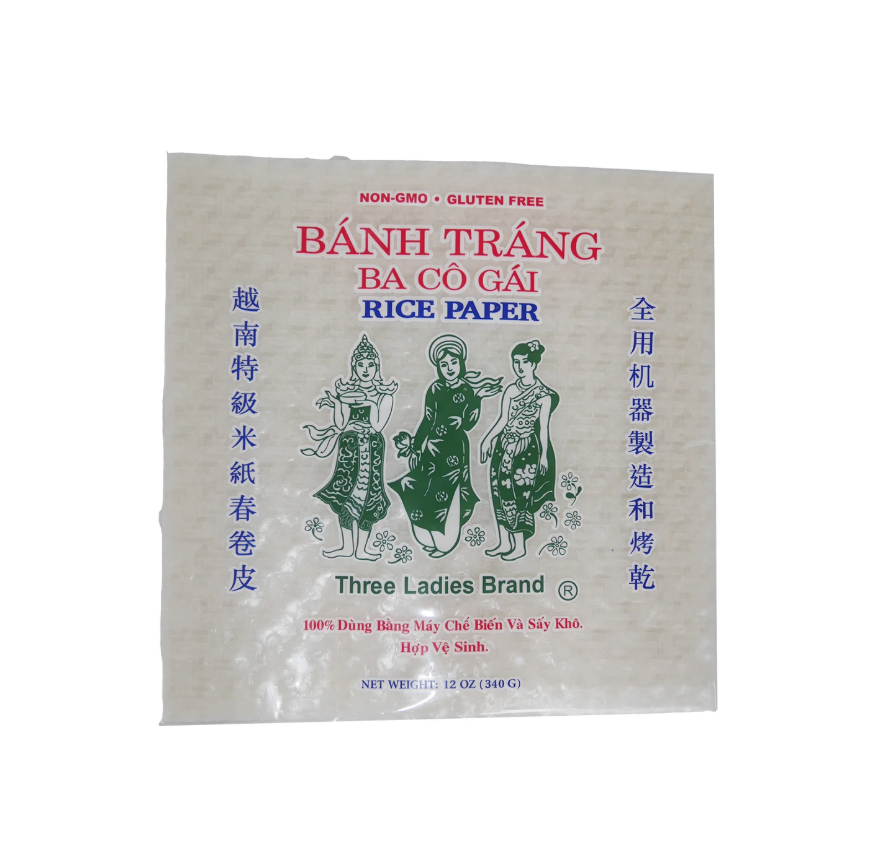 NON-GMO • GLUTEN FREE
BÁNH TRÁNG
BA CÔ GÁI
RICE PAPER
越南特級米紙春卷皮
全用机器製造和烤乾
Three Ladies Brand ®
100% Dùng Bằng Máy Chế Biến Và Sấy Khô.
Hợp Vệ Sinh.
NET WEIGHT: 12 OZ (340 G)